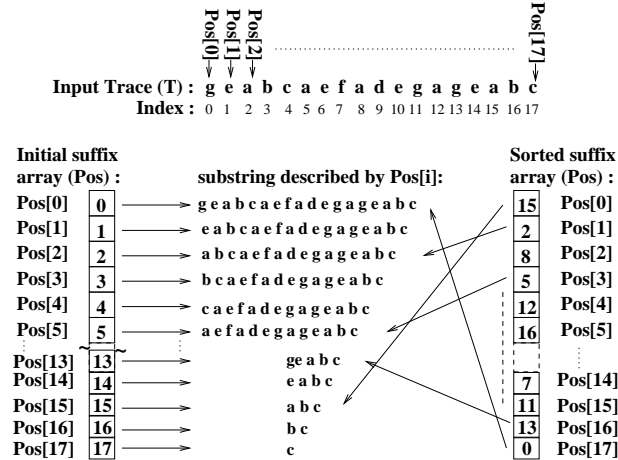 Pos[0] Pos[1] Pos[2] Pos[17]
Input Trace (T) : g e a b c a e f a d e g a g e a b c
Index : 0 1 2 3 4 5 6 7 8 9 10 11 12 13 14 15 16 17
Initial suffix array (Pos) : substring described by Pos[i]: Sorted suffix array (Pos) :
Pos[0] 0 g e a b c a e f a d e g a g e a b c 15 Pos[0]
Pos[1] 1 e a b c a e f a d e g a g e a b c 2 Pos[1]
Pos[2] 2 a b c a e f a d e g a g e a b c 8 Pos[2]
Pos[3] 3 b c a e f a d e g a g e a b c 5 Pos[3]
Pos[4] 4 c a e f a d e g a g e a b c 12 Pos[4]
Pos[5] 5 a e f a d e g a g e a b c 16 Pos[5]
Pos[13] 13 ge a b c
Pos[14] 14 e a b c 7 Pos[14]
Pos[15] 15 a b c 11 Pos[15]
Pos[16] 16 b c 13 Pos[16]
Pos[17] 17 c 0 Pos[17]